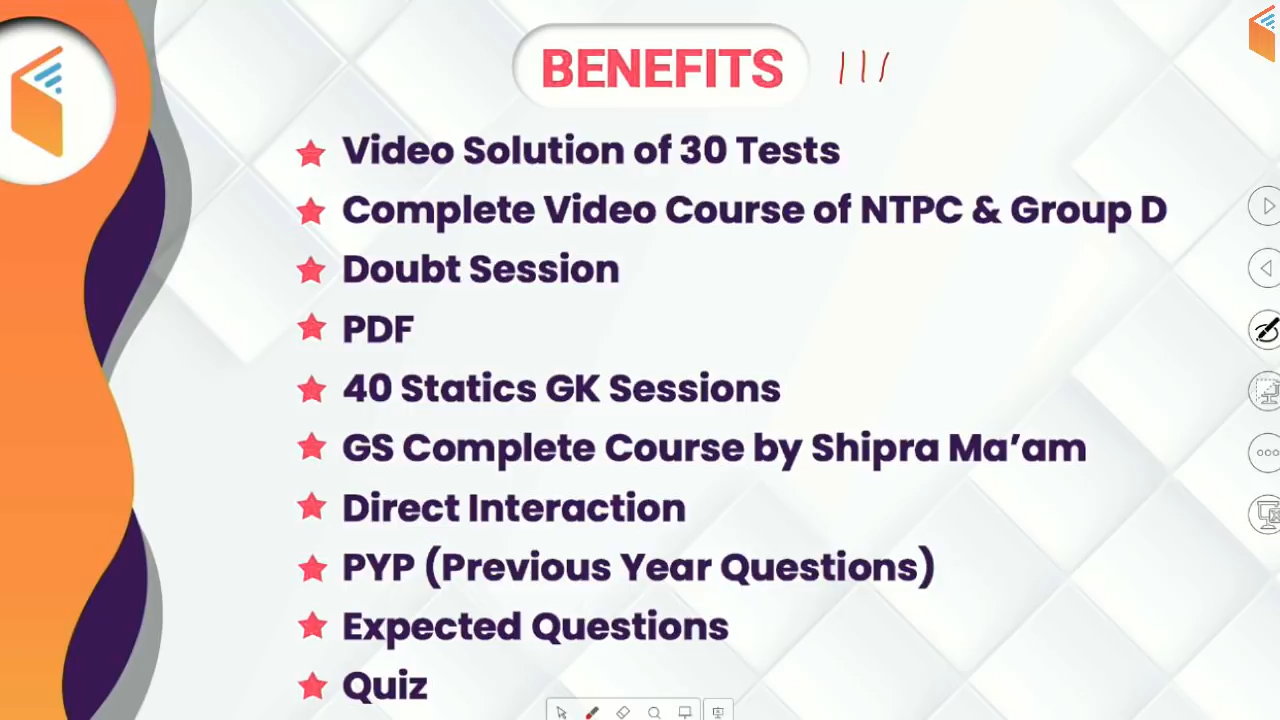 BENEFITS
Video Solution of 30 Tests
Complete Video Course of NTPC & Group D
Doubt Session
PDF
40 Statics GK Sessions
GS Complete Course by Shipra Ma’am
Direct Interaction
PYP (Previous Year Questions)
Expected Questions
Quiz